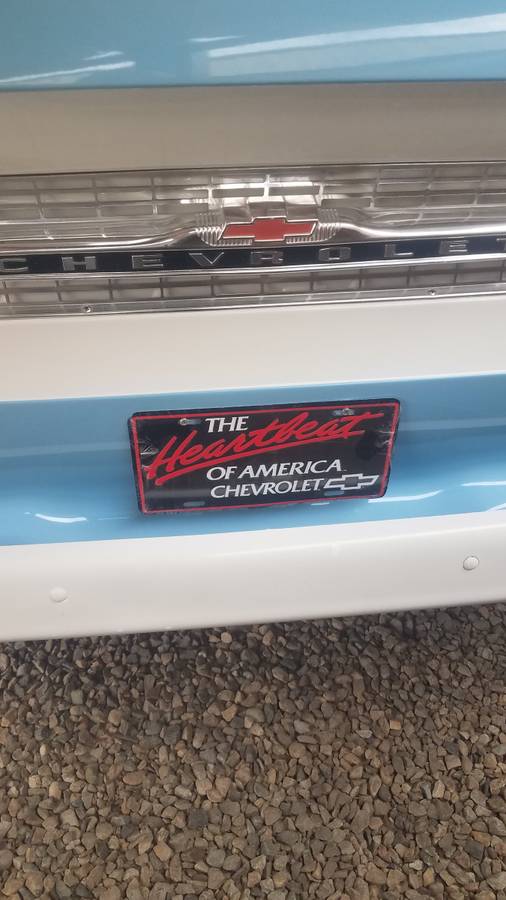 CHEVROLET
THE
Heartbeat
OF AMERICA
CHEVROLET